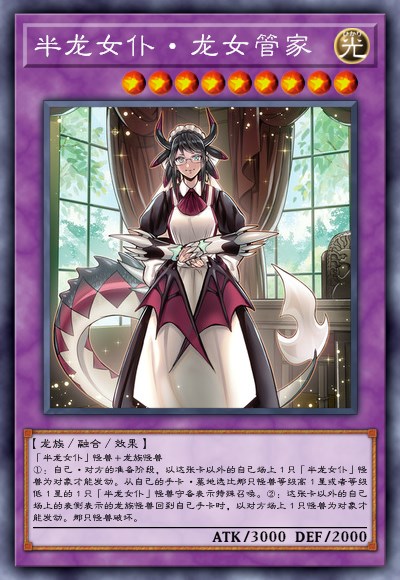 半龙女仆·龙女管家
光
【龙族／融合／效果】
「半龙女仆」怪兽＋龙族怪兽
①：自己·对方的准备阶段，以这张卡以外的自己场上1只「半龙女仆」怪
兽为对象才能发动。从自己的手卡·墓地选比那只怪兽等级高1星或者等级
低1星的1只「半龙女仆」怪兽守备表示特殊召唤。②：这张卡以外的自己
场上的表侧表示的龙族怪兽回到自己手卡时，以对方场上1只怪兽为对象才
能发动。那只怪兽破坏。
ATK/3000 DEF/2000